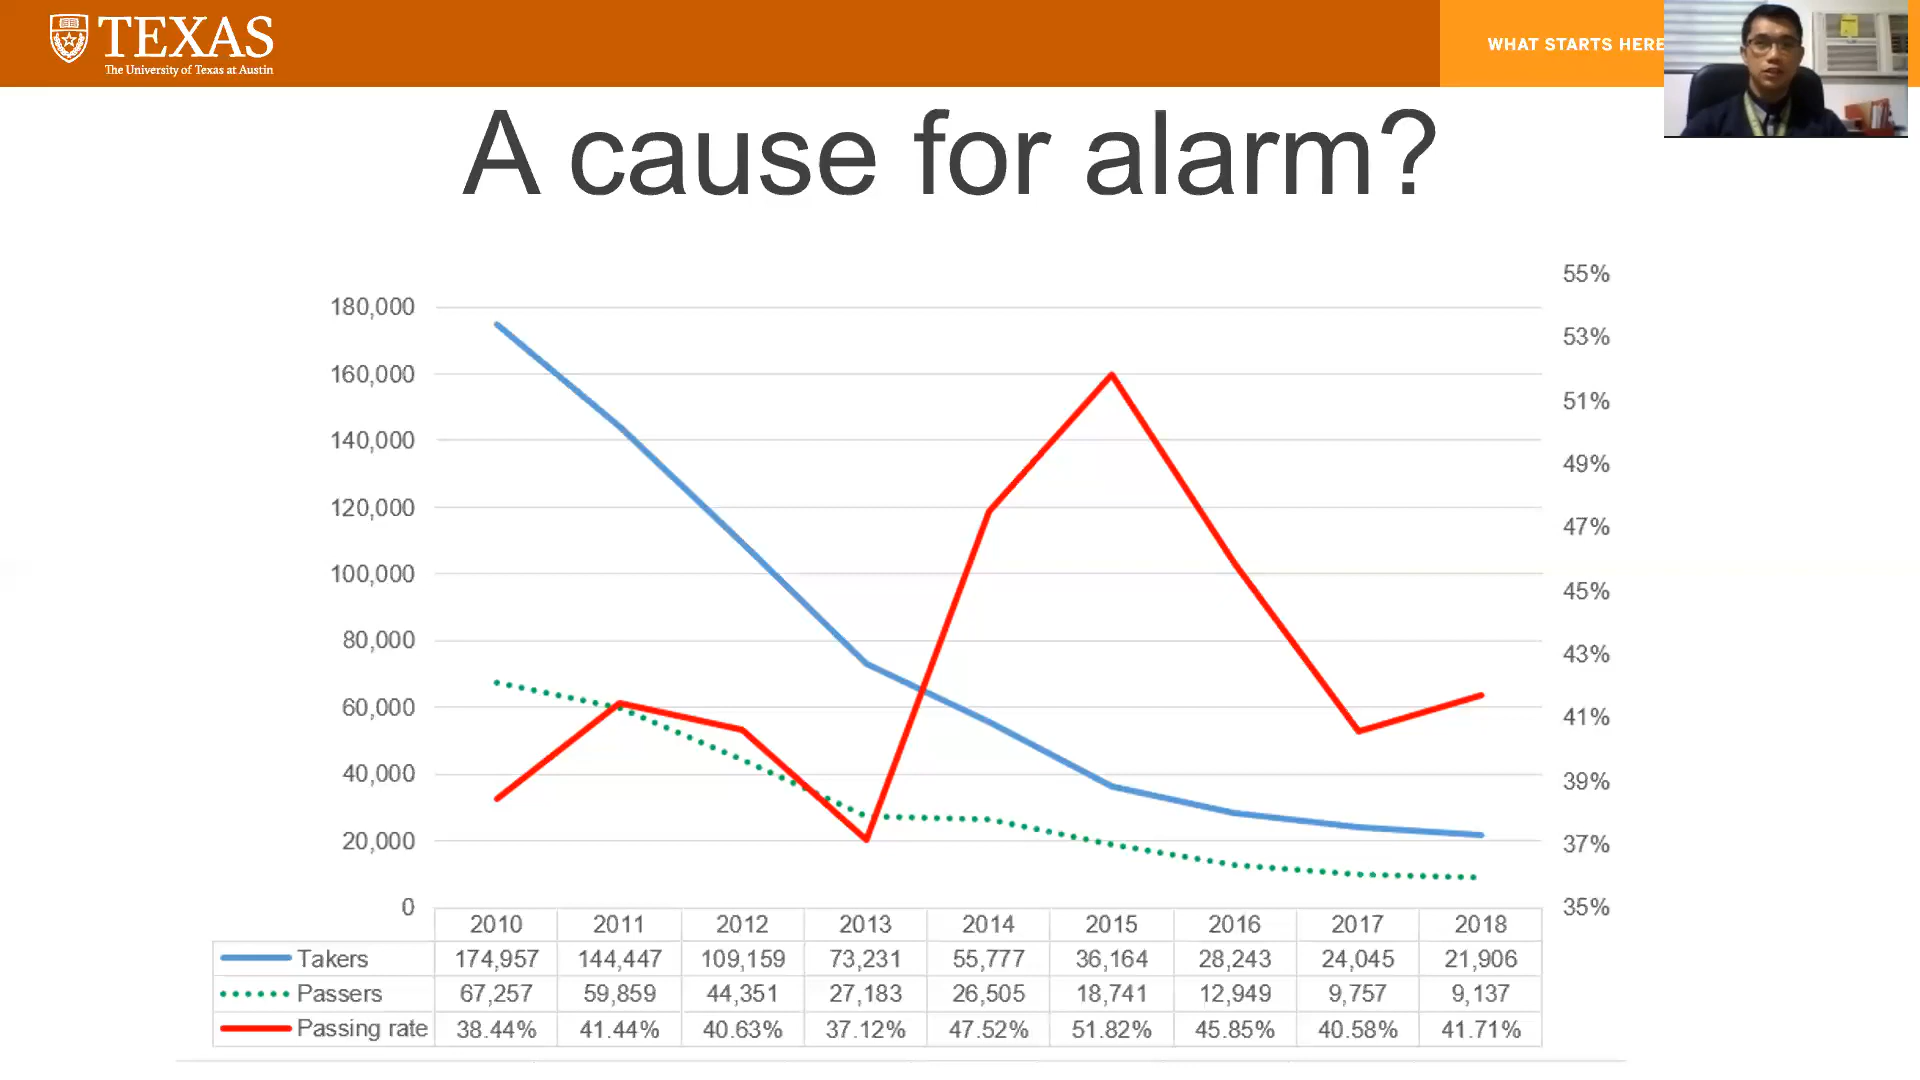 TEXAS
The University of Texas at Austin
WHAT STARTS HERE
A cause for alarm?
55%
180,000
53%
160,000
51%
140,000
49%
120,000
47%
100,000
45%
80,000
43%
60,000
41%
40,000
39%
20,000
37%
0
35%
2010 2011 2012 2013 2014 2015 2016 2017 2018
Takers 174,957 144,447 109,159 73,231 55,777 36,164 28,243 24,045 21,906
Passers 67,257 59,859 44,351 27,183 26,505 18,741 12,949 9,757 9,137
Passing rate 38.44% 41.44% 40.63% 37.12% 47.52% 51.82% 45.85% 40.58% 41.71%